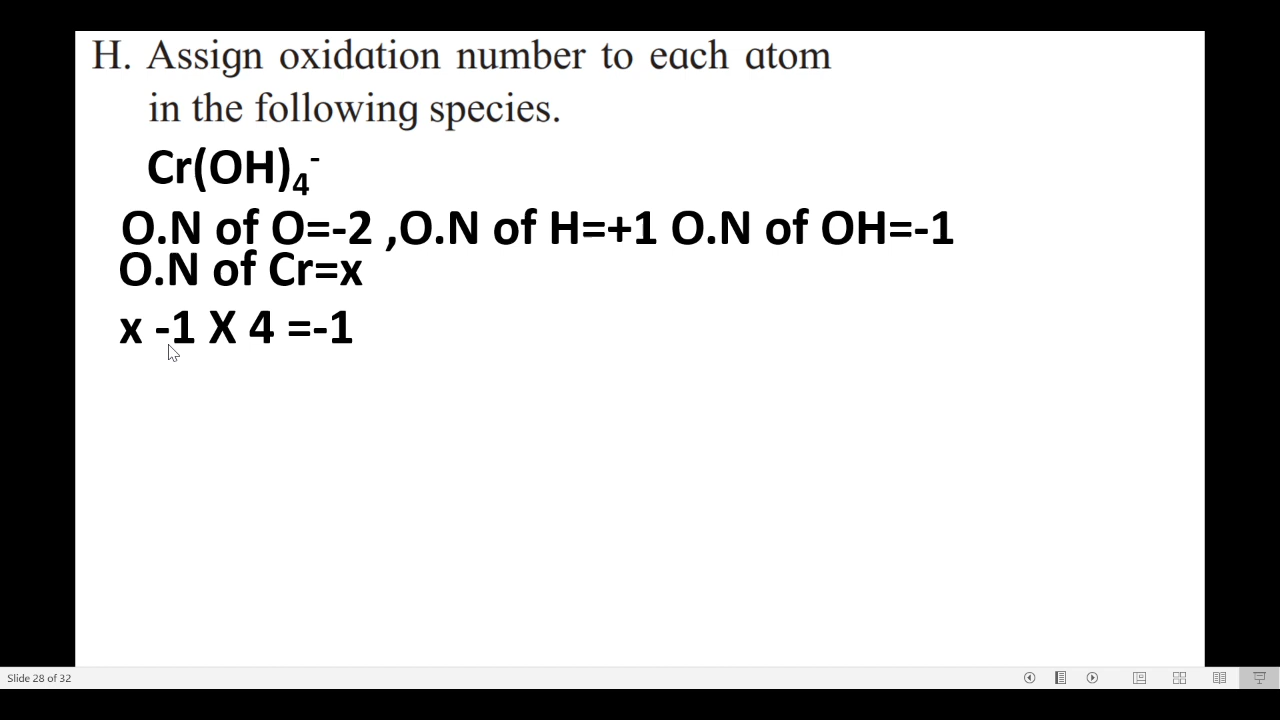 H. Assign oxidation number to each atom
in the following species.
Cr(OH)₄⁻
O.N of O=-2 ,O.N of H=+1 O.N of OH=-1
O.N of Cr=x
x -1 X 4 =-1
Slide 28 of 32